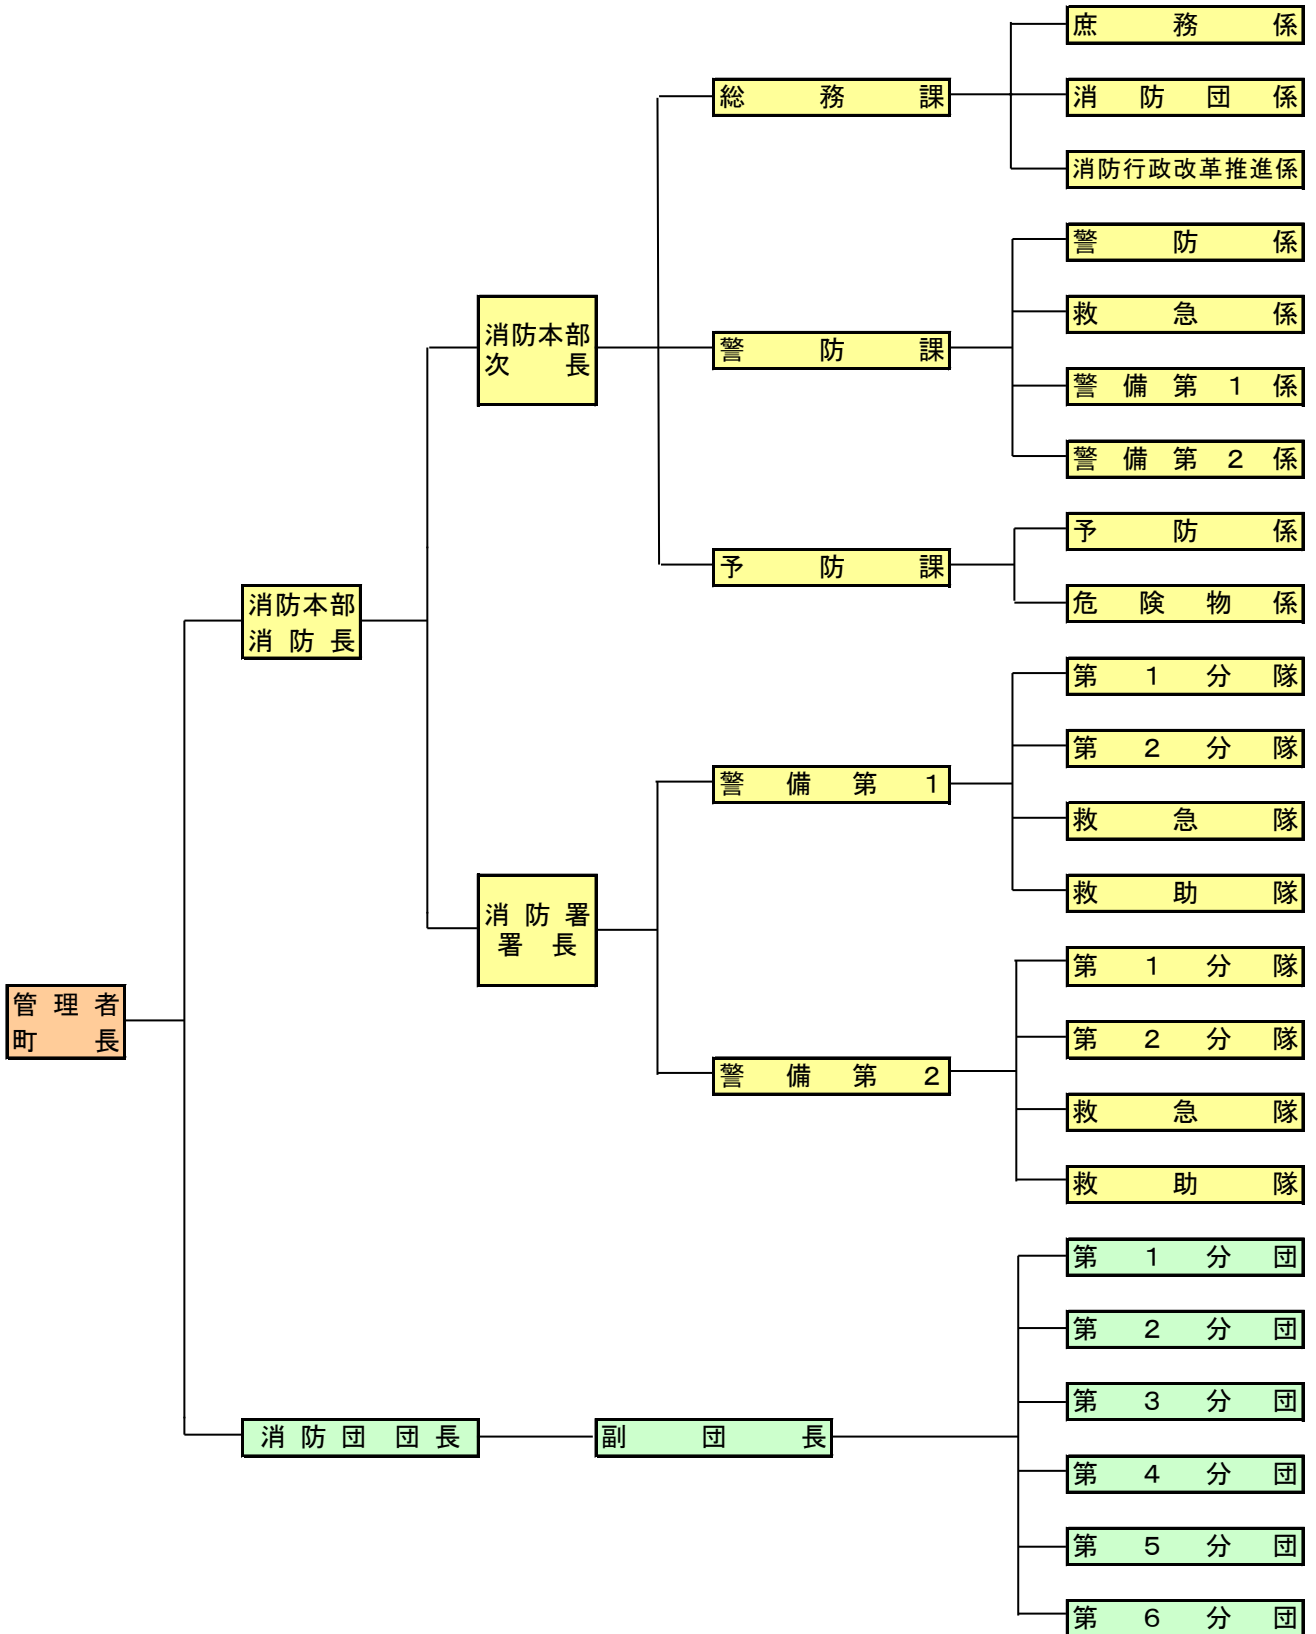 庶務係
総務課
消防団係
消防行政改革推進係
警防係
救急係
消防本部
次長
警防課
警備第1係
警備第2係
予防係
予防課
危険物係
消防本部
消防長
第1分隊
第2分隊
警備第1
救急隊
救助隊
消防署
署長
第1分隊
管理者
町長
第2分隊
警備第2
救急隊
救助隊
第1分団
第2分団
第3分団
消防団 団長
副団長
第4分団
第5分団
第6分団